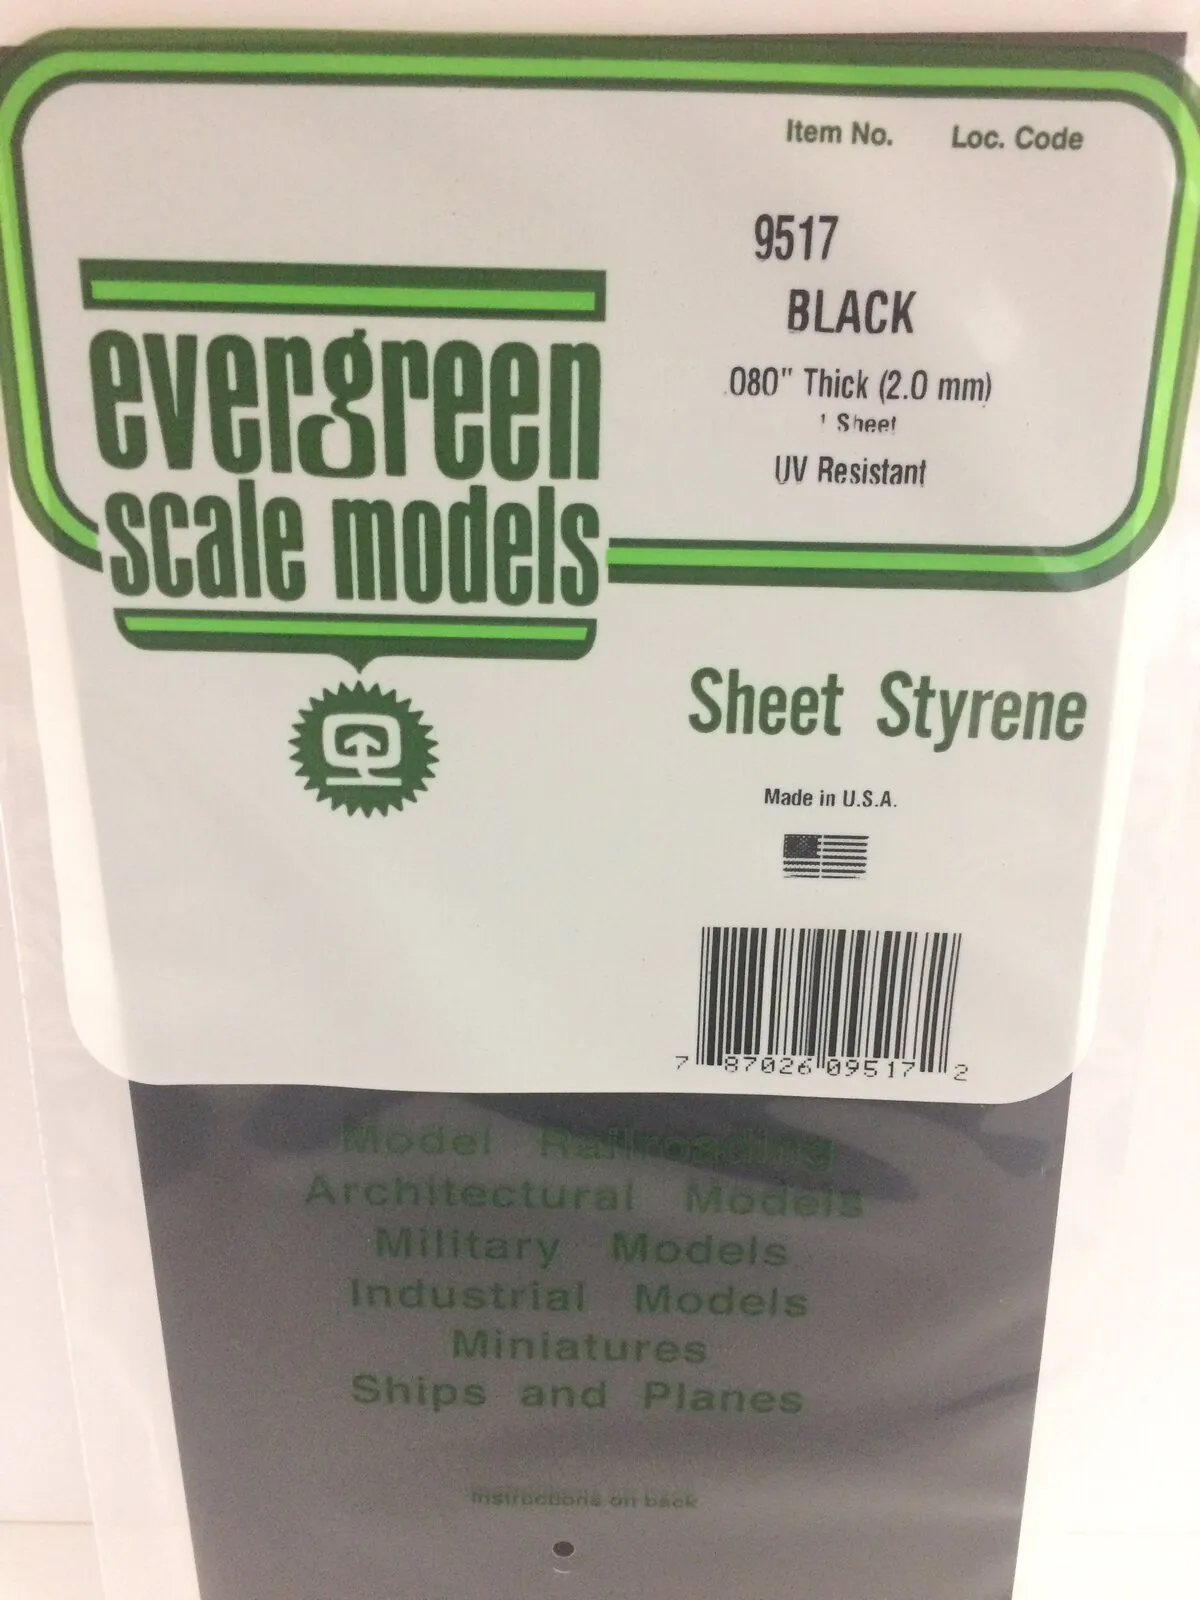 Item No. Loc. Code
9517
BLACK
.080" Thick (2.0 mm)
1 Sheet
UV Resistant
evergreen
scale models
Sheet Styrene
Made in U.S.A.
7 87026 09517 2
Model Railroading
Architectural Models
Military Models
Industrial Models
Miniatures
Ships and Planes
Instructions on back